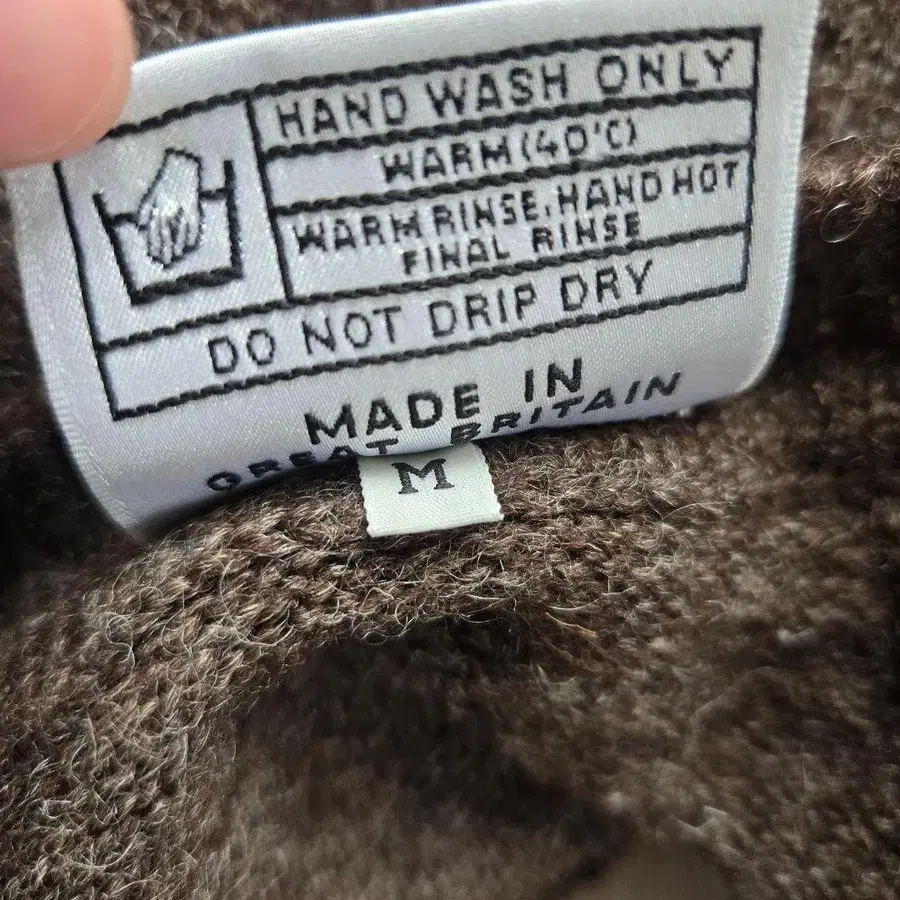 HAND WASH ONLY
WARM (40°C)
WARM RINSE. HAND HOT
FINAL RINSE
DO NOT DRIP DRY
MADE IN
GREAT BRITAIN
M